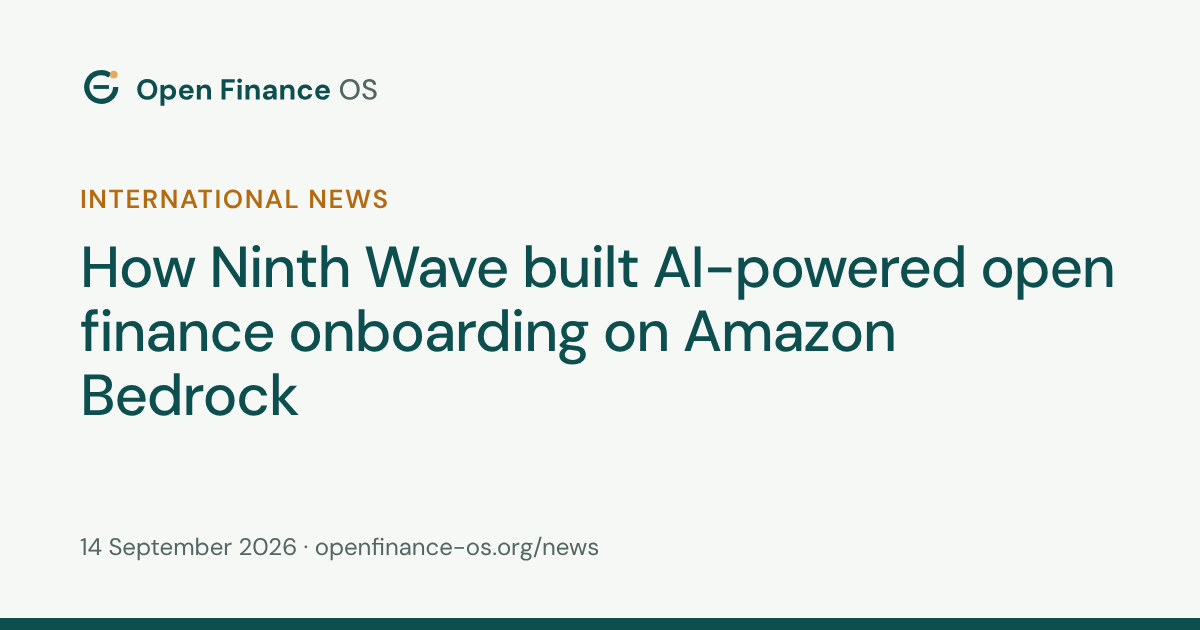 Open Finance OS
INTERNATIONAL NEWS
How Ninth Wave built AI-powered open
finance onboarding on Amazon
Bedrock
14 September 2026 · openfinance-os.org/news